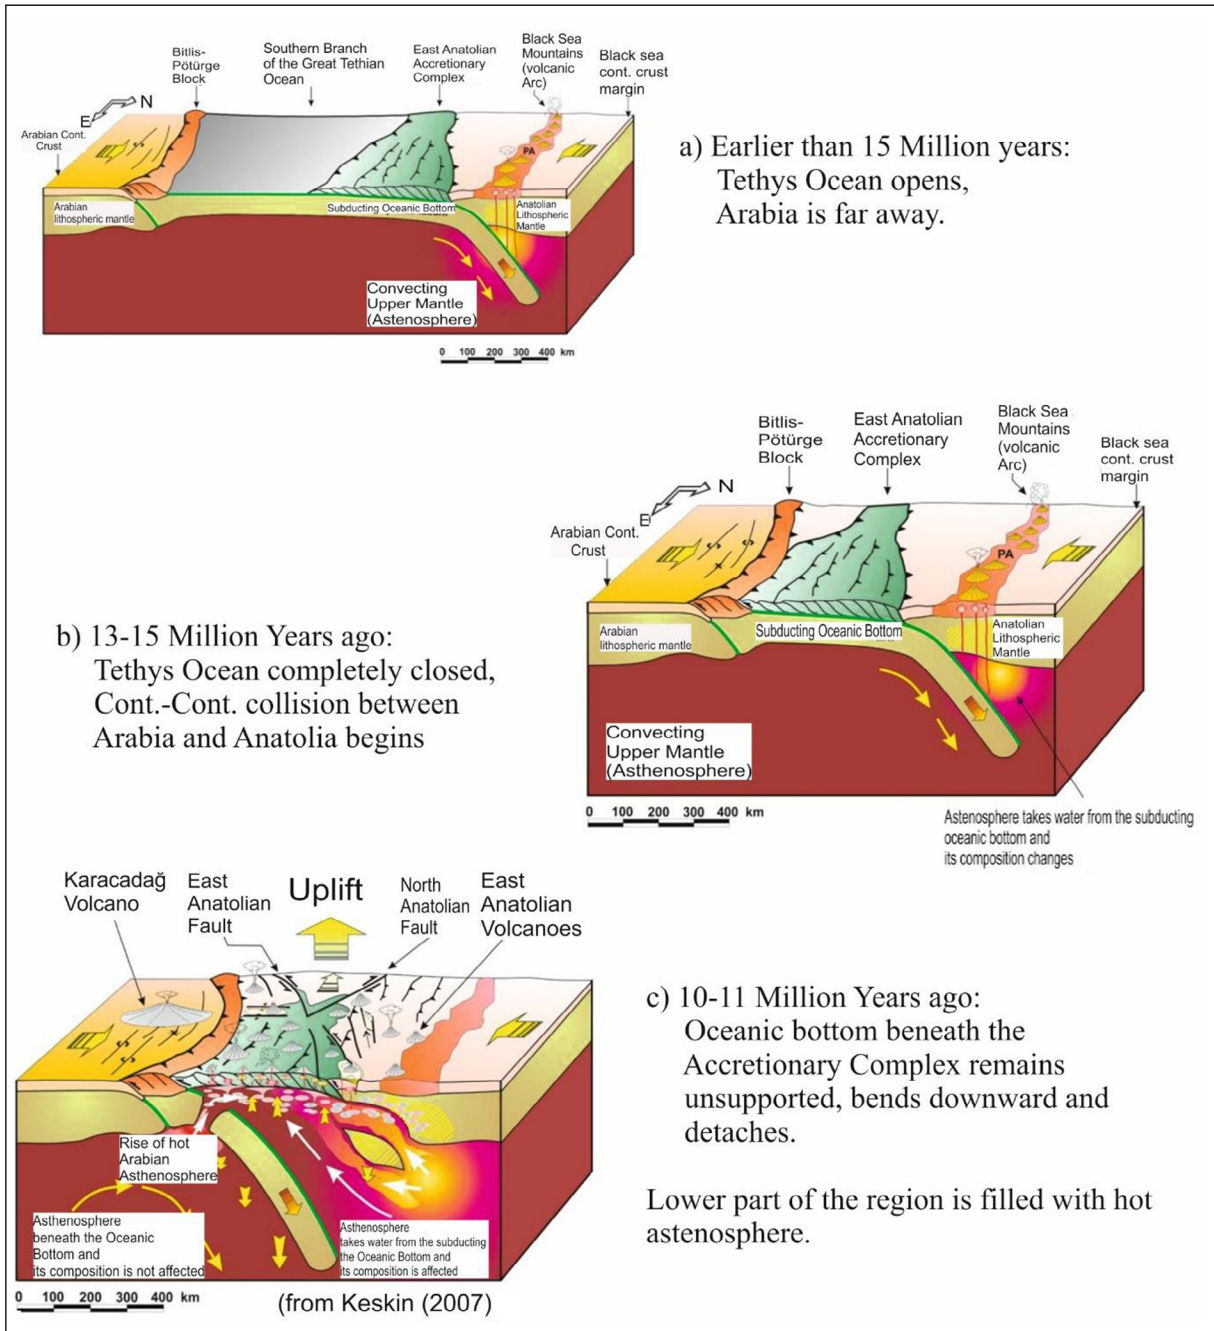 Bitlis-
Pötürge
Block
Southern Branch
of the Great Tethian
Ocean
East Anatolian
Accretionary
Complex
Black Sea
Mountains
(volcanic
Arc)
Black sea
cont. crust
margin
N
E
Arabian Cont.
Crust
PA
Arabian
lithospheric mantle
Subducting Oceanic Bottom
Anatolian
Lithospheric
Mantle
Convecting
Upper Mantle
(Astenosphere)
0 100 200 300 400 km
a) Earlier than 15 Million years:
Tethys Ocean opens,
Arabia is far away.
Bitlis-
Pötürge
Block
East Anatolian
Accretionary
Complex
Black Sea
Mountains
(volcanic
Arc)
Black sea
cont. crust
margin
N
E
Arabian Cont.
Crust
PA
Arabian
lithospheric mantle
Subducting Oceanic Bottom
Anatolian
Lithospheric
Mantle
Convecting
Upper Mantle
(Asthenosphere)
0 100 200 300 400 km
Astenosphere takes water from the subducting
oceanic bottom and
its composition changes
b) 13-15 Million Years ago:
Tethys Ocean completely closed,
Cont.-Cont. collision between
Arabia and Anatolia begins
Karacadağ
Volcano
East
Anatolian
Fault
Uplift
North
Anatolian
Fault
East
Anatolian
Volcanoes
Rise of hot
Arabian
Asthenosphere
Asthenosphere
beneath the Oceanic
Bottom and
its composition is not affected
Asthenosphere
takes water from the subducting
the Oceanic Bottom and
its composition is affected
0 100 200 300 400 km
(from Keskin (2007)
c) 10-11 Million Years ago:
Oceanic bottom beneath the
Accretionary Complex remains
unsupported, bends downward and
detaches.
Lower part of the region is filled with hot
astenosphere.